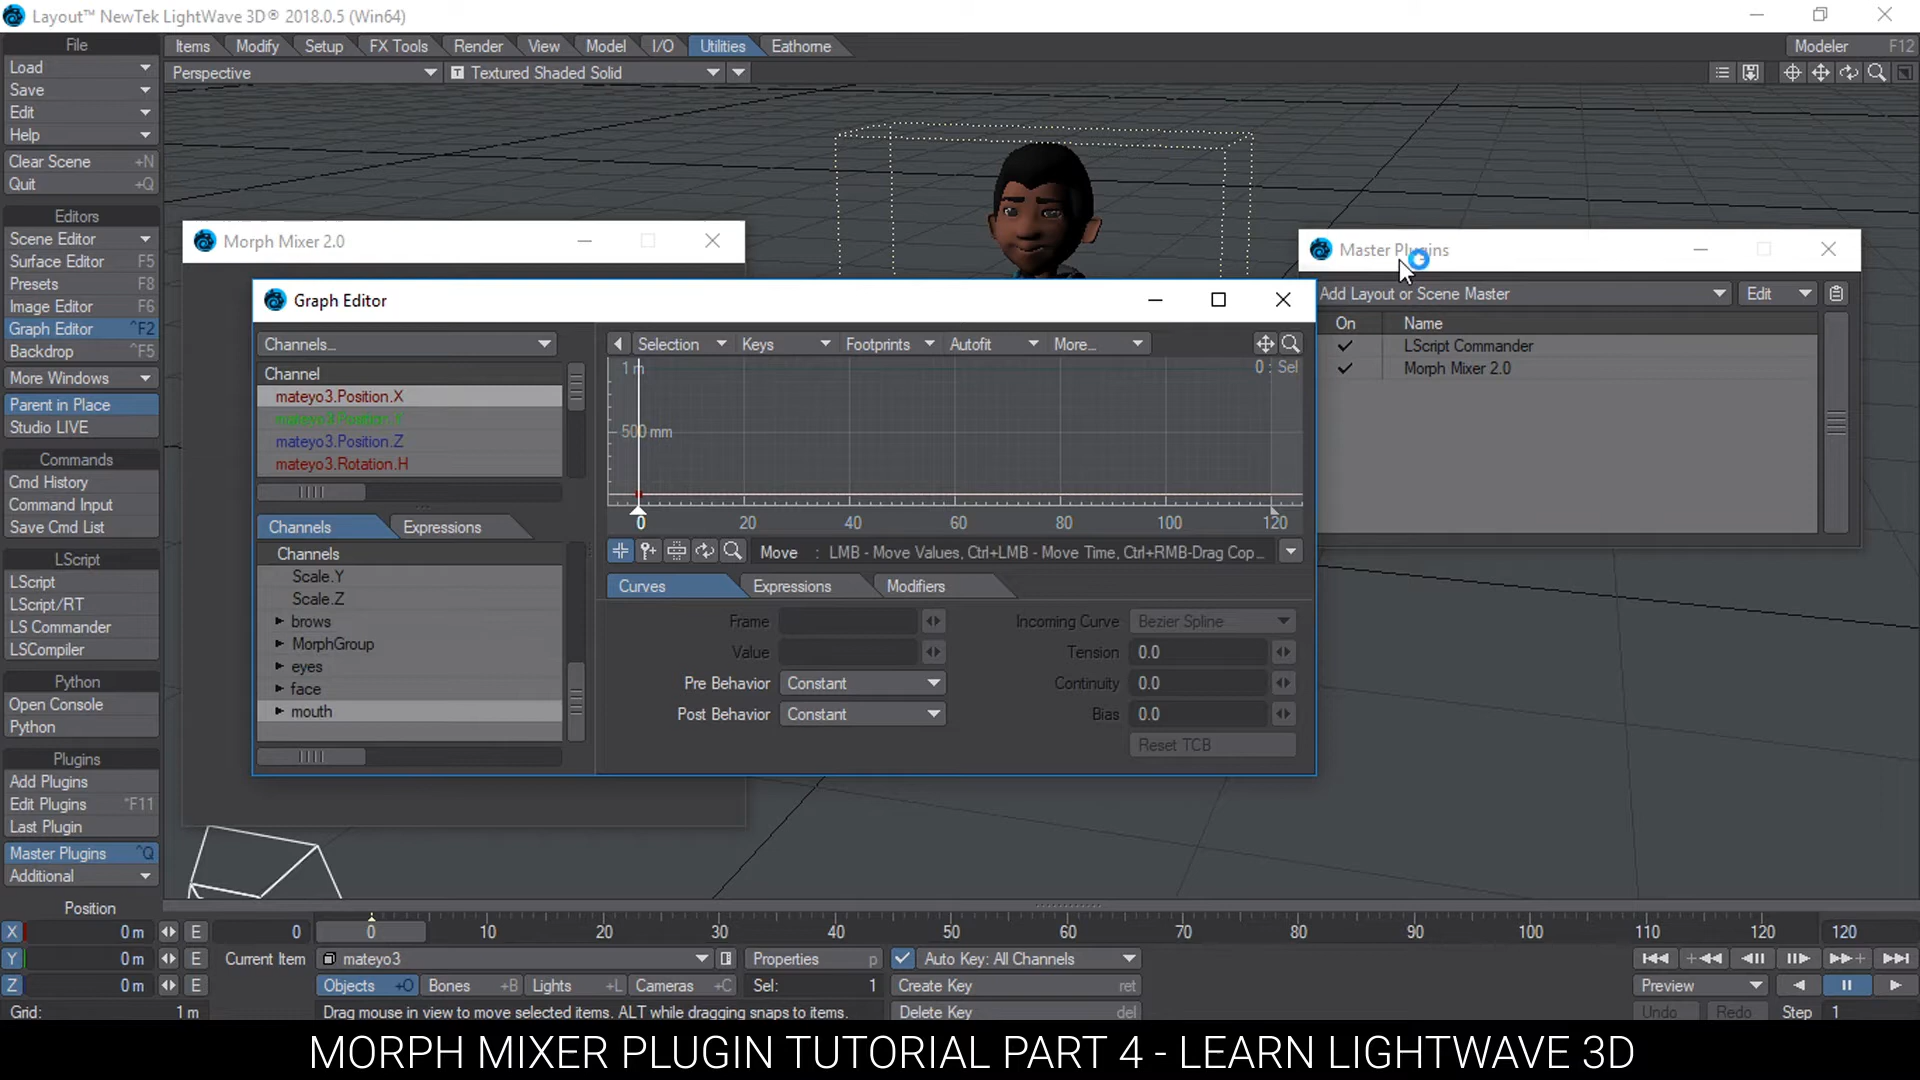 Layout™ NewTek LightWave 3D® 2018.0.5 (Win64)
File
Items
Modify
Setup
FX Tools
Render
View
Model
I/O
Utilities
Eathorne
Modeler F12
Load
Save
Edit
Help
Clear Scene +N
Quit +Q
Perspective
T Textured Shaded Solid
Editors
Scene Editor
Surface Editor F5
Presets F8
Image Editor F6
Graph Editor ^F2
Backdrop ^F5
More Windows
Parent in Place
Studio LIVE
Commands
Cmd History
Command Input
Save Cmd List
LScript
LScript
LScript/RT
LS Commander
LSCompiler
Python
Open Console
Python
Plugins
Add Plugins
Edit Plugins F11
Last Plugin
Master Plugins ^Q
Additional
Morph Mixer 2.0
Graph Editor
Channels...
Channel
mateyo3.Position.X
mateyo3.Position.Y
mateyo3.Position.Z
mateyo3.Rotation.H
Channels
Expressions
Channels
Scale.Y
Scale.Z
brows
MorphGroup
eyes
face
mouth
Selection
Keys
Footprints
Autofit
More...
1 m
0 : Sel
500 mm
0 20 40 60 80 100 120
Move : LMB - Move Values, Ctrl+LMB - Move Time, Ctrl+RMB-Drag Cop ...
Curves
Expressions
Modifiers
Frame
Incoming Curve Bezier Spline
Value
Tension 0.0
Pre Behavior Constant
Continuity 0.0
Post Behavior Constant
Bias 0.0
Reset TCB
Master Plugins
Add Layout or Scene Master
Edit
On Name
LScript Commander
Morph Mixer 2.0
Position
X 0 m E
0
0 10 20 30 40 50 60 70 80 90 100 110 120
120
Y 0 m E
Current Item
mateyo3
Properties p
Auto Key: All Channels
Z 0 m E
Objects +O
Bones +B
Lights +L
Cameras +C
Sel: 1
Create Key ret
Preview
Grid: 1 m
Drag mouse in view to move selected items. ALT while dragging snaps to items.
Delete Key del
Undo
Redo
Step 1
MORPH MIXER PLUGIN TUTORIAL PART 4 - LEARN LIGHTWAVE 3D